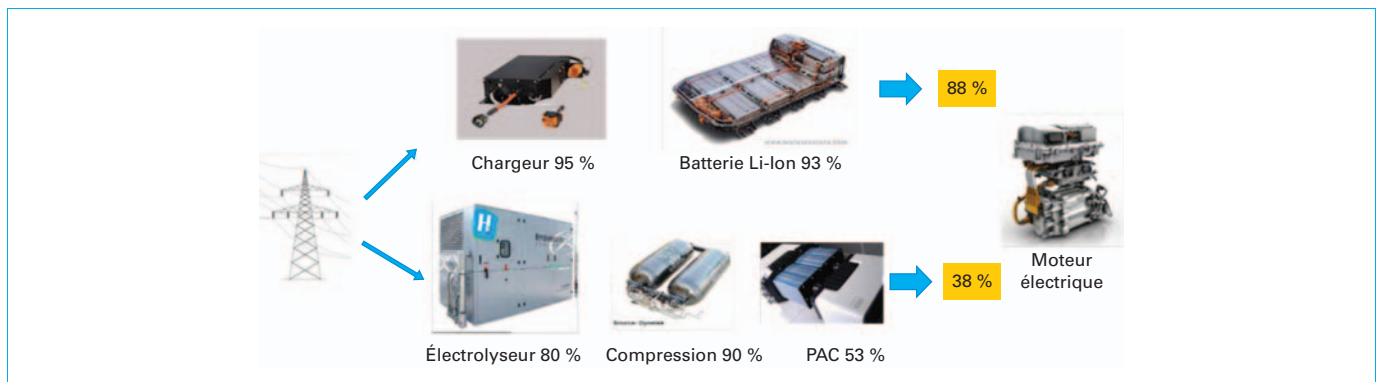 88 %
Chargeur 95 %
Batterie Li-Ion 93 %
H
Moteur
électrique
38 %
Électrolyseur 80 %
Compression 90 %
PAC 53 %